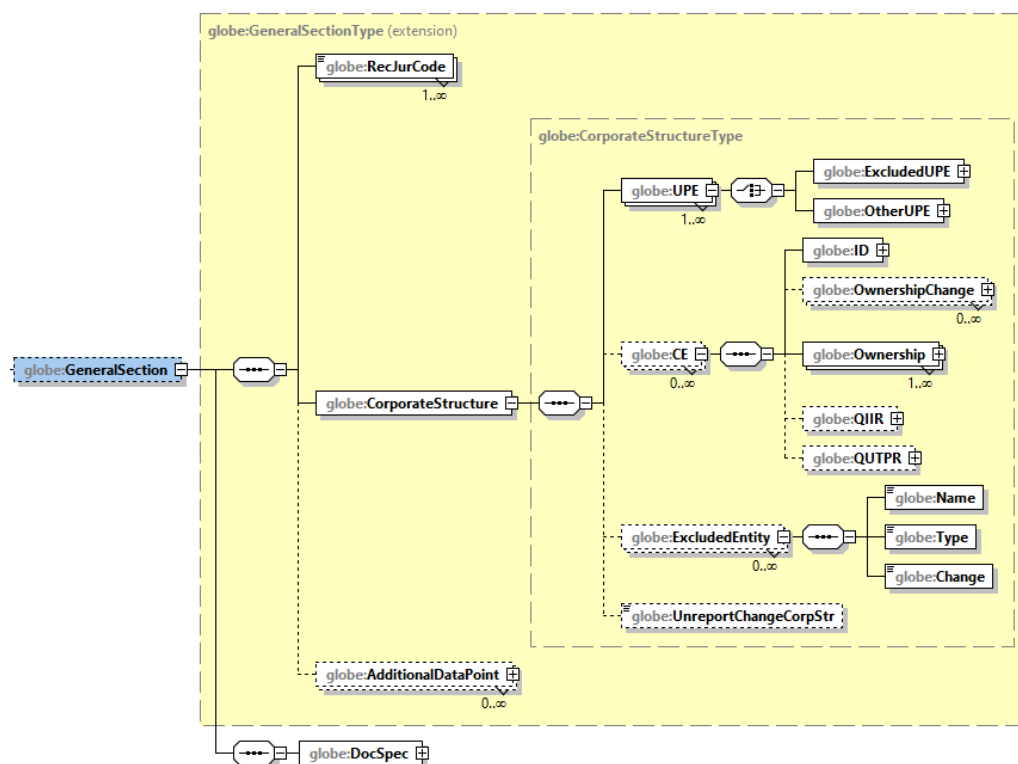 globe:GeneralSectionType (extension)
globe:RecJurCode
1..∞
globe:CorporateStructureType
globe:UPE
1..∞
globe:ExcludedUPE
globe:OtherUPE
globe:ID
globe:OwnershipChange
0..∞
globe:CE
0..∞
globe:Ownership
1..∞
globe:GeneralSection
globe:CorporateStructure
globe:QIIR
globe:QUTPR
globe:Name
globe:ExcludedEntity
0..∞
globe:Type
globe:Change
globe:UnreportChangeCorpStr
globe:AdditionalDataPoint
0..∞
globe:DocSpec